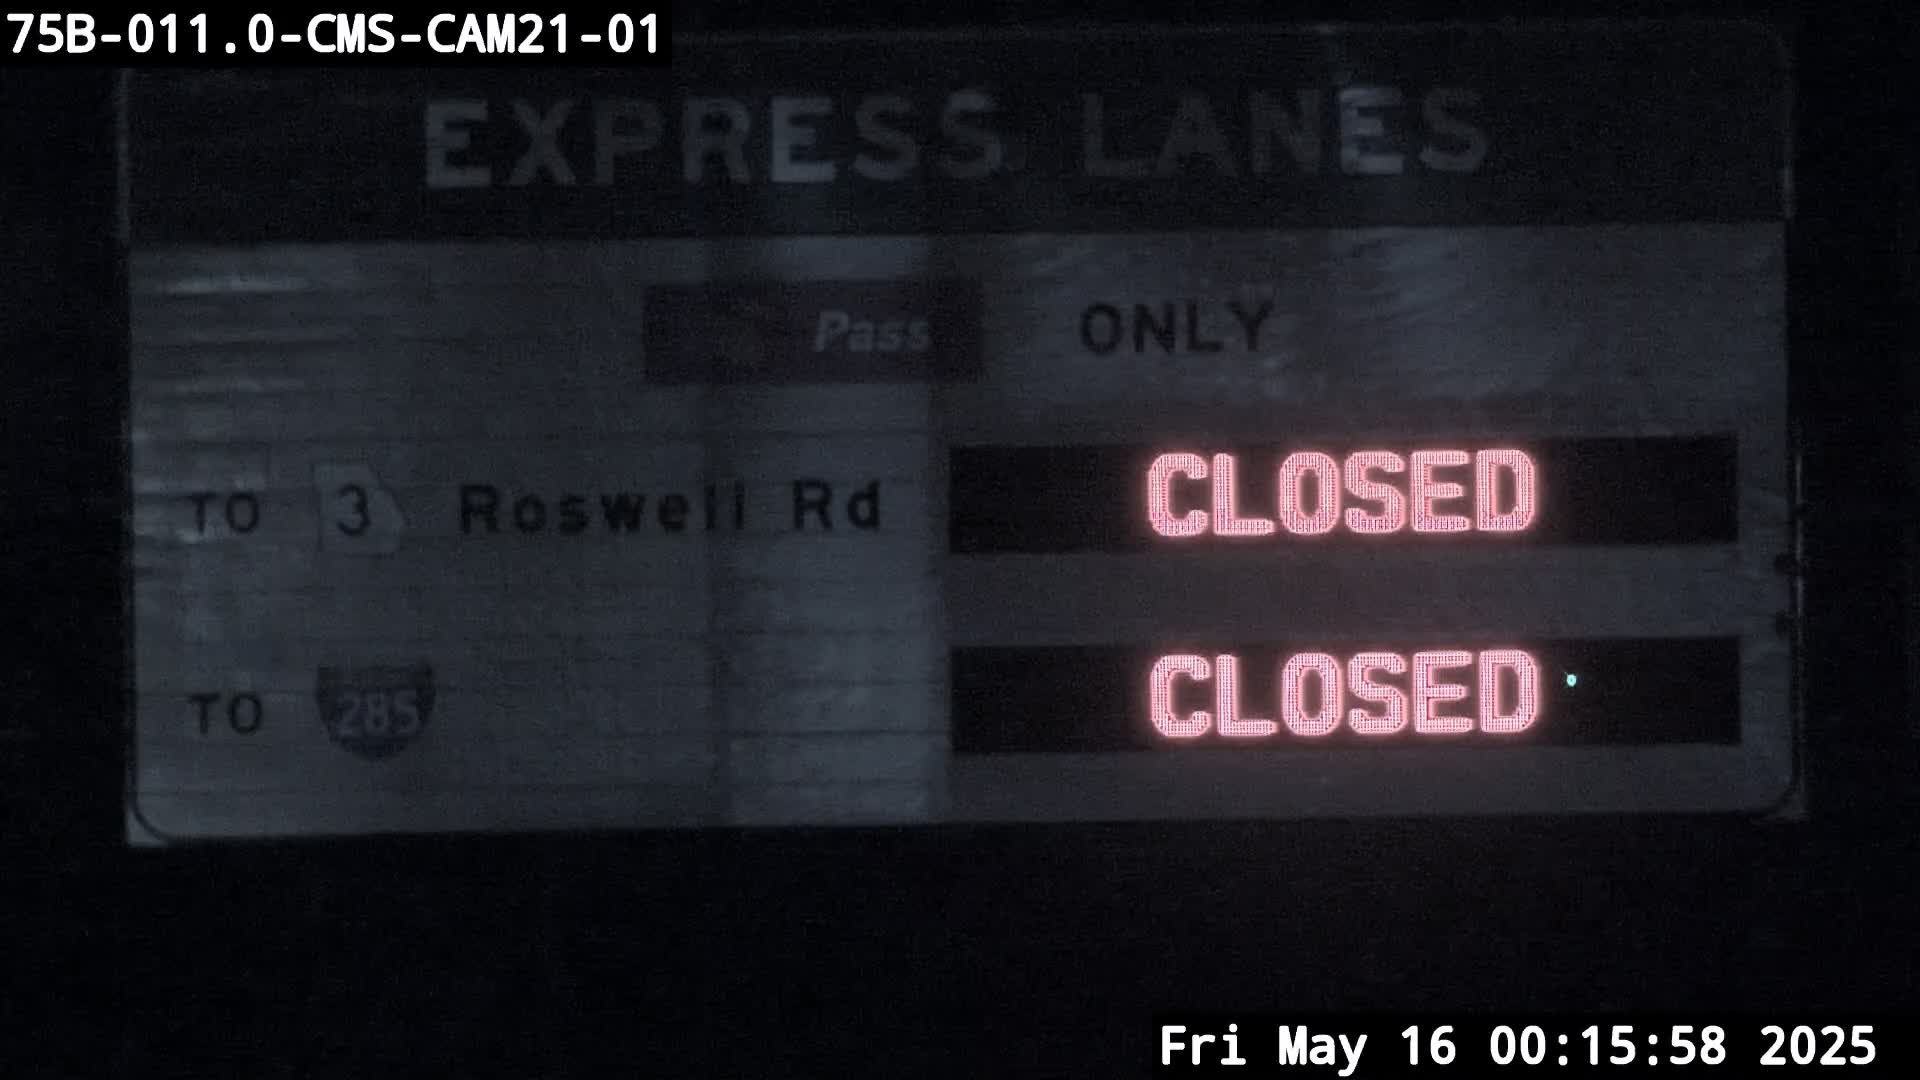 75B-011.0-CMS-CAM21-01
EXPRESS LANES
Pass ONLY
TO 3 Roswell Rd CLOSED
TO 285 CLOSED
Fri May 16 00:15:58 2025